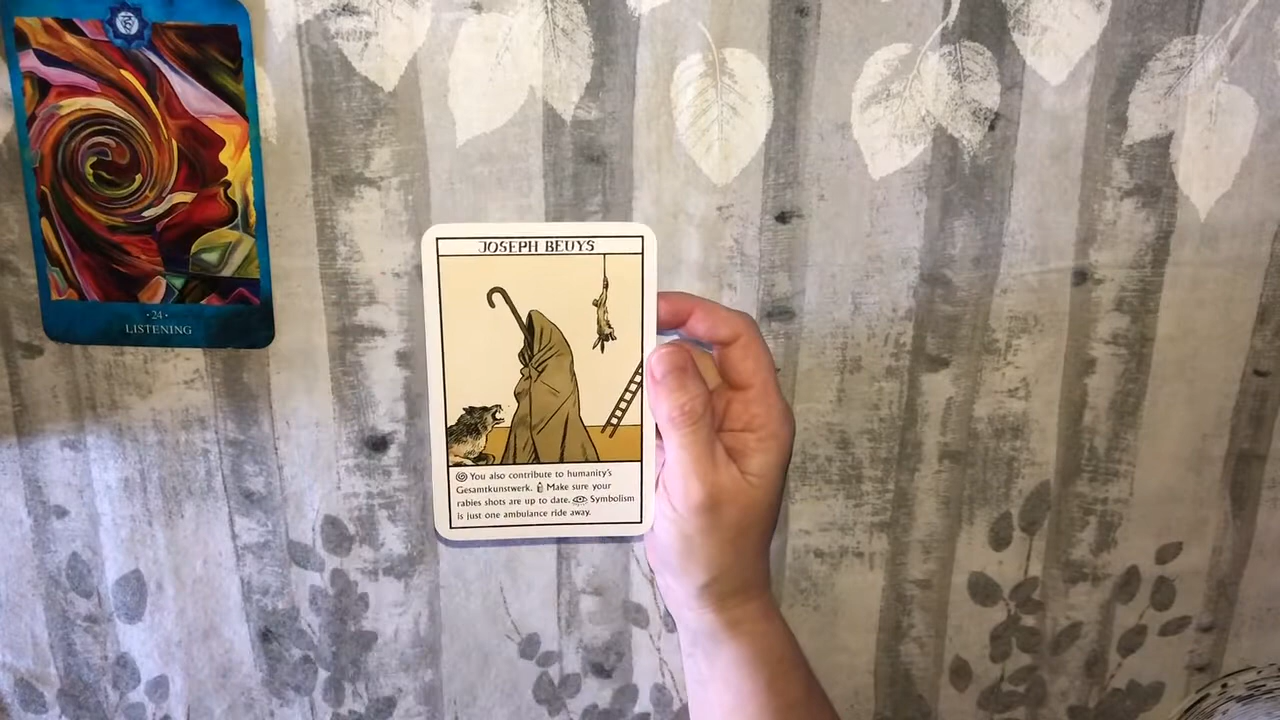 ·24·
LISTENING
JOSEPH BEUYS
You also contribute to humanity's
Gesamtkunstwerk. Make sure your
rabies shots are up to date. Symbolism
is just one ambulance ride away.